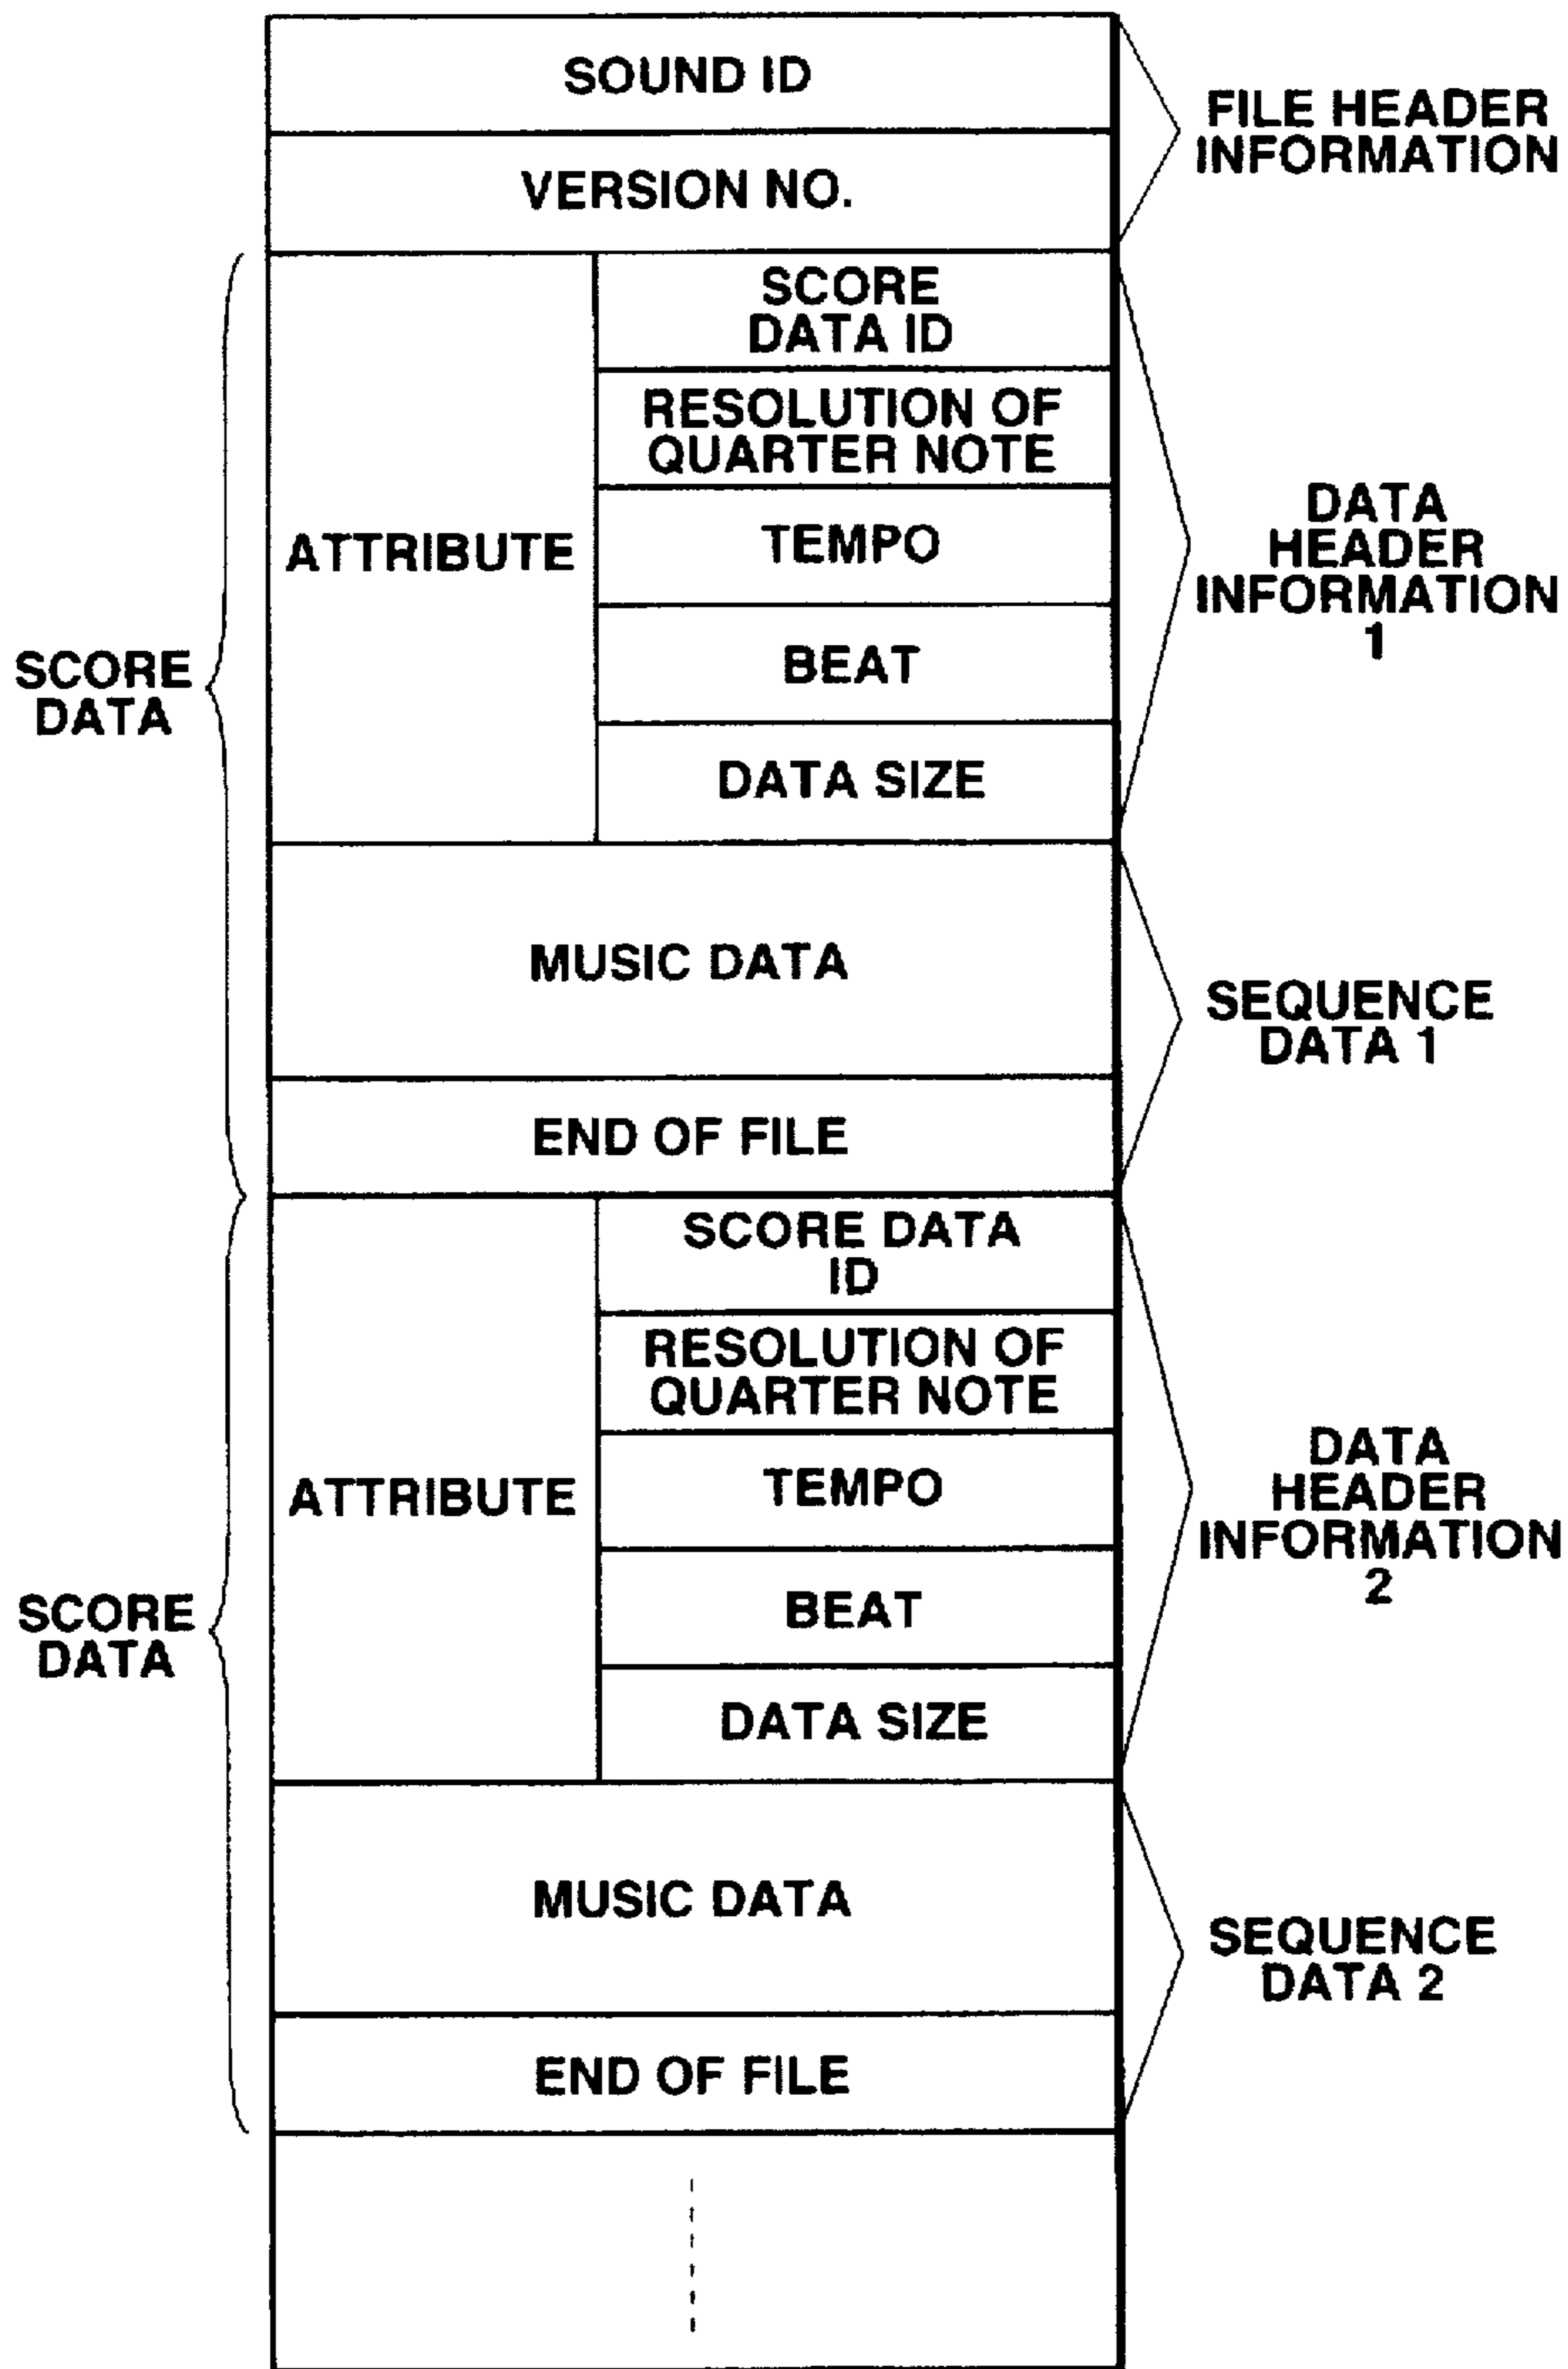 SOUND ID
FILE HEADER
INFORMATION
VERSION NO.
SCORE
DATA
ATTRIBUTE
SCORE
DATA ID
RESOLUTION OF
QUARTER NOTE
TEMPO
BEAT
DATA SIZE
DATA
HEADER
INFORMATION
1
MUSIC DATA
END OF FILE
SEQUENCE
DATA 1
SCORE
DATA
ATTRIBUTE
SCORE DATA
ID
RESOLUTION OF
QUARTER NOTE
TEMPO
BEAT
DATA SIZE
DATA
HEADER
INFORMATION
2
MUSIC DATA
END OF FILE
SEQUENCE
DATA 2